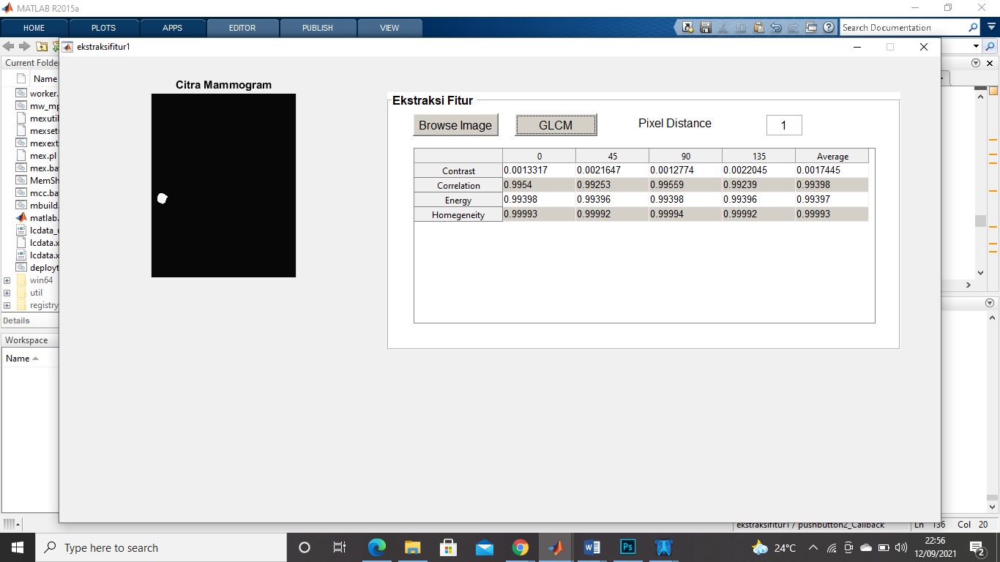 MATLAB R2015a
HOME PLOTS APPS EDITOR PUBLISH VIEW
Search Documentation
ekstraksifitur1
Current Folde
Name
worker.
mw_mp
mexutil
mexset
mexext
mex.pl
mex.ba
MemSh
mcc.ba
mbuild.
matlab.
lcdata_
lcdata.x
lcdata.x
deployt
win64
util
registry
Details
Workspace
Name
Citra Mammogram
Ekstraksi Fitur
Browse Image GLCM Pixel Distance 1
0 45 90 135 Average
Contrast 0.0013317 0.0021647 0.0012774 0.0022045 0.0017445
Correlation 0.9954 0.99253 0.99559 0.99239 0.99398
Energy 0.99398 0.99396 0.99398 0.99396 0.99397
Homegeneity 0.99993 0.99992 0.99994 0.99992 0.99993
ekstraksifitur1 / pushbutton2_Callback Ln 136 Col 20
Type here to search
24°C
22:56
12/09/2021
2